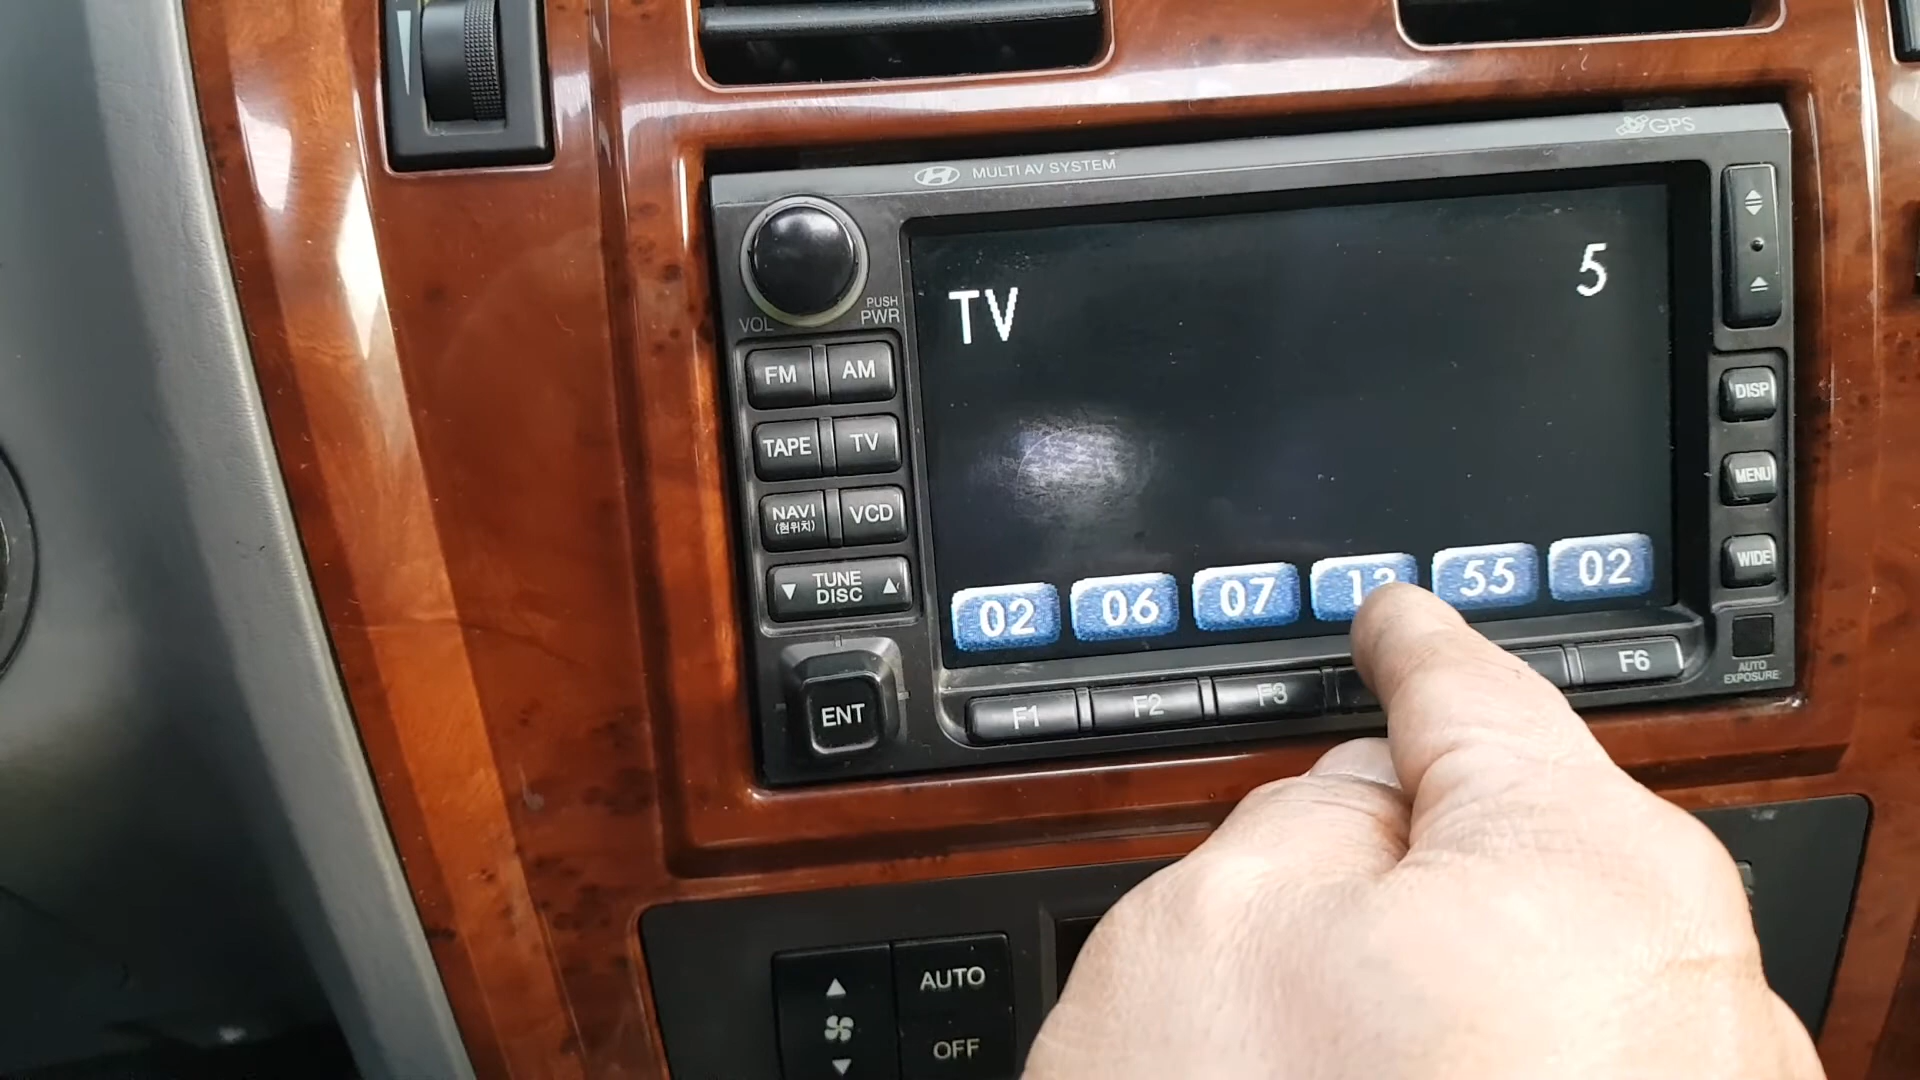 MULTI AV SYSTEM
GPS
VOL
PUSH
PWR
FM
AM
TAPE
TV
NAVI
(현위치)
VCD
TUNE
DISC
ENT
TV
5
02
06
07
13
55
02
F1
F2
F3
F6
DISP
MENU
WIDE
AUTO
EXPOSURE
AUTO
OFF